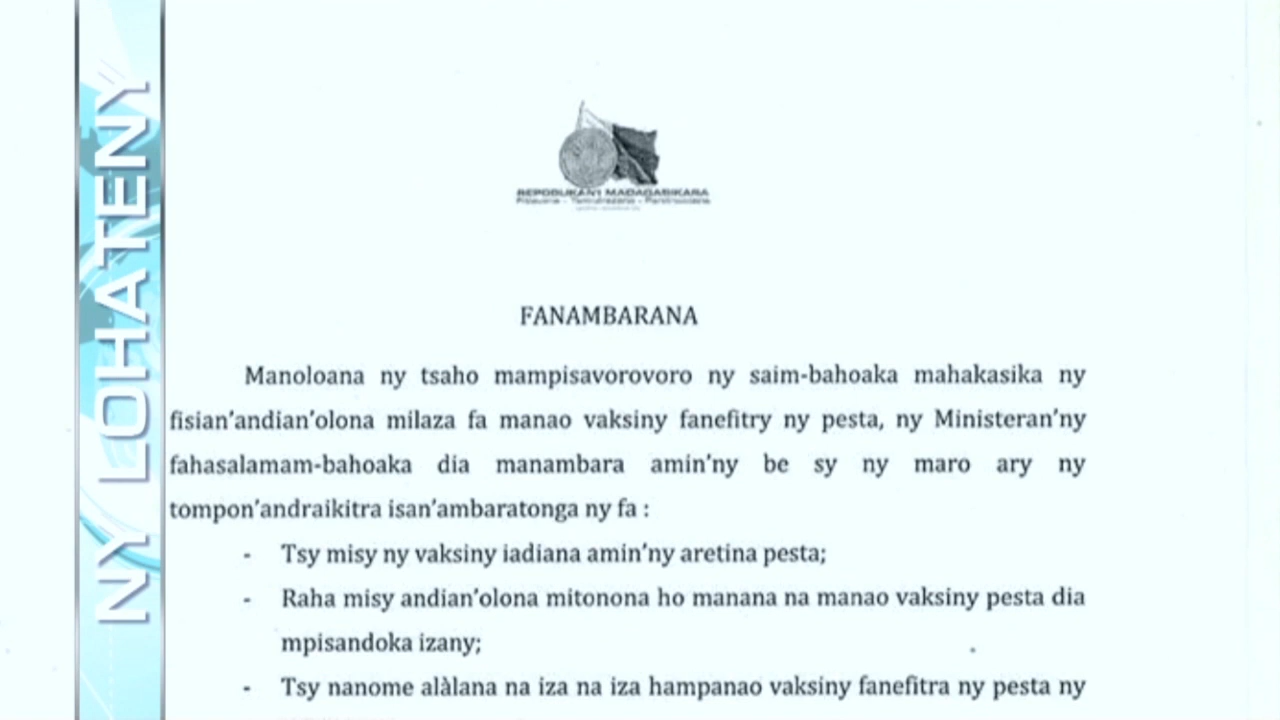 NY LOHATENY
REPOBLIKAN'I MADAGASIKARA
FANAMBARANA
Manoloana ny tsaho mampisavorovoro ny saim-bahoaka mahakasika ny
fisian'andian'olona milaza fa manao vaksiny fanefitry ny pesta, ny Ministeran'ny
fahasalamam-bahoaka dia manambara amin'ny be sy ny maro ary ny
tompon'andraikitra isan'ambaratonga ny fa :
- Tsy misy ny vaksiny iadiana amin'ny aretina pesta;
- Raha misy andian'olona mitonona ho manana na manao vaksiny pesta dia
mpisandoka izany;
- Tsy nanome alàlana na iza na iza hampanao vaksiny fanefitra ny pesta ny